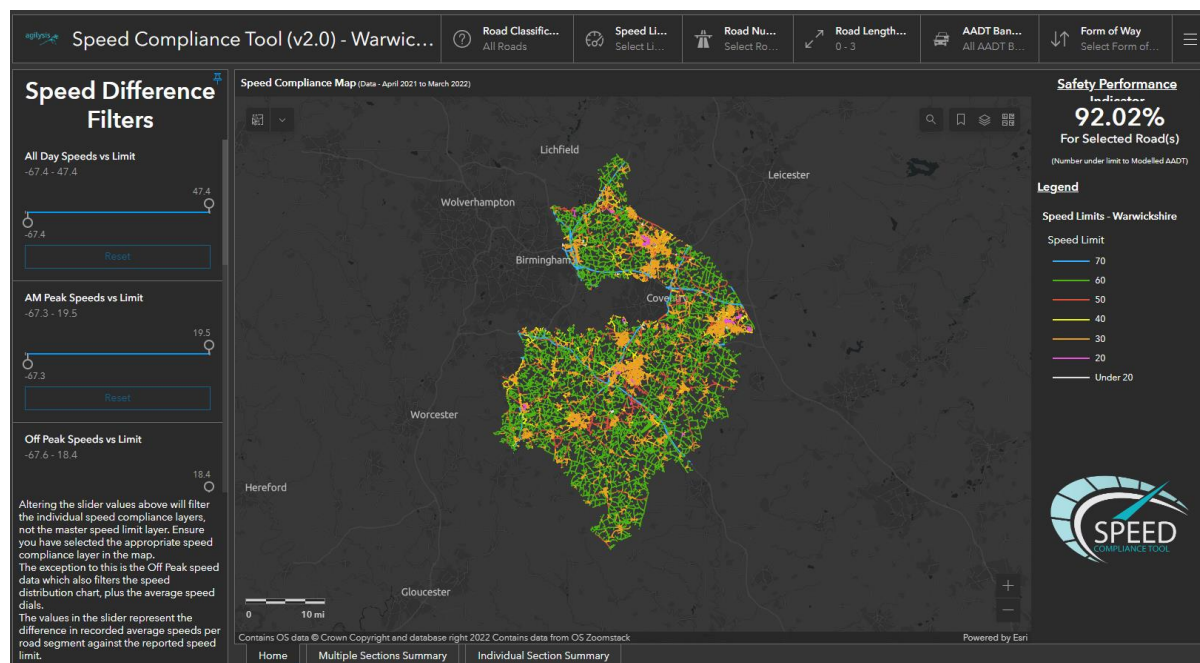 agilysis
Speed Compliance Tool (v2.0) - Warwic...
Road Classific...
All Roads
Speed Li...
Select Li...
Road Nu...
Select Ro...
Road Length...
0 - 3
AADT Ban...
All AADT B...
Form of Way
Select Form of...
Speed Difference
Filters
All Day Speeds vs Limit
-67.4 - 47.4
47.4
-67.4
Reset
AM Peak Speeds vs Limit
-67.3 - 19.5
19.5
-67.3
Reset
Off Peak Speeds vs Limit
-67.6 - 18.4
18.4
Altering the slider values above will filter
the individual speed compliance layers,
not the master speed limit layer. Ensure
you have selected the appropriate speed
compliance layer in the map.
The exception to this is the Off Peak speed
data which also filters the speed
distribution chart, plus the average speed
dials.
The values in the slider represent the
difference in recorded average speeds per
road segment against the reported speed
limit.
Speed Compliance Map (Data - April 2021 to March 2022)
Lichfield
Leicester
Wolverhampton
Birmingham
Coventry
Worcester
Hereford
Gloucester
0 10 mi
Contains OS data © Crown Copyright and database right 2022 Contains data from OS Zoomstack
Powered by Esri
Home
Multiple Sections Summary
Individual Section Summary
Safety Performance
Indicator
92.02%
For Selected Road(s)
(Number under limit to Modelled AADT)
Legend
Speed Limits - Warwickshire
Speed Limit
70
60
50
40
30
20
Under 20
SPEED
COMPLIANCE TOOL